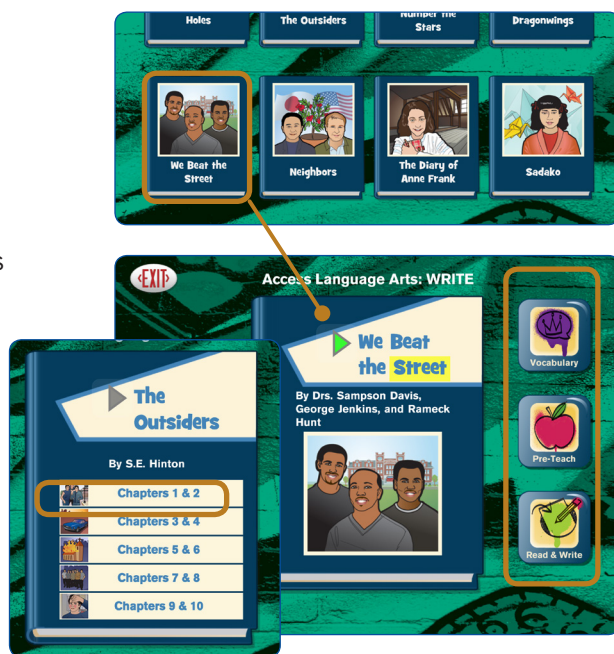 Holes
The Outsiders
Number the
Stars
Dragonwings
We Beat the
Street
Neighbors
The Diary of
Anne Frank
Sadako
s
EXIT
Access Language Arts: WRITE
We Beat
the Street
By Drs. Sampson Davis,
George Jenkins, and Rameck
Hunt
Vocabulary
Pre-Teach
Read & Write
The
Outsiders
By S.E. Hinton
Chapters 1 & 2
Chapters 3 & 4
Chapters 5 & 6
Chapters 7 & 8
Chapters 9 & 10